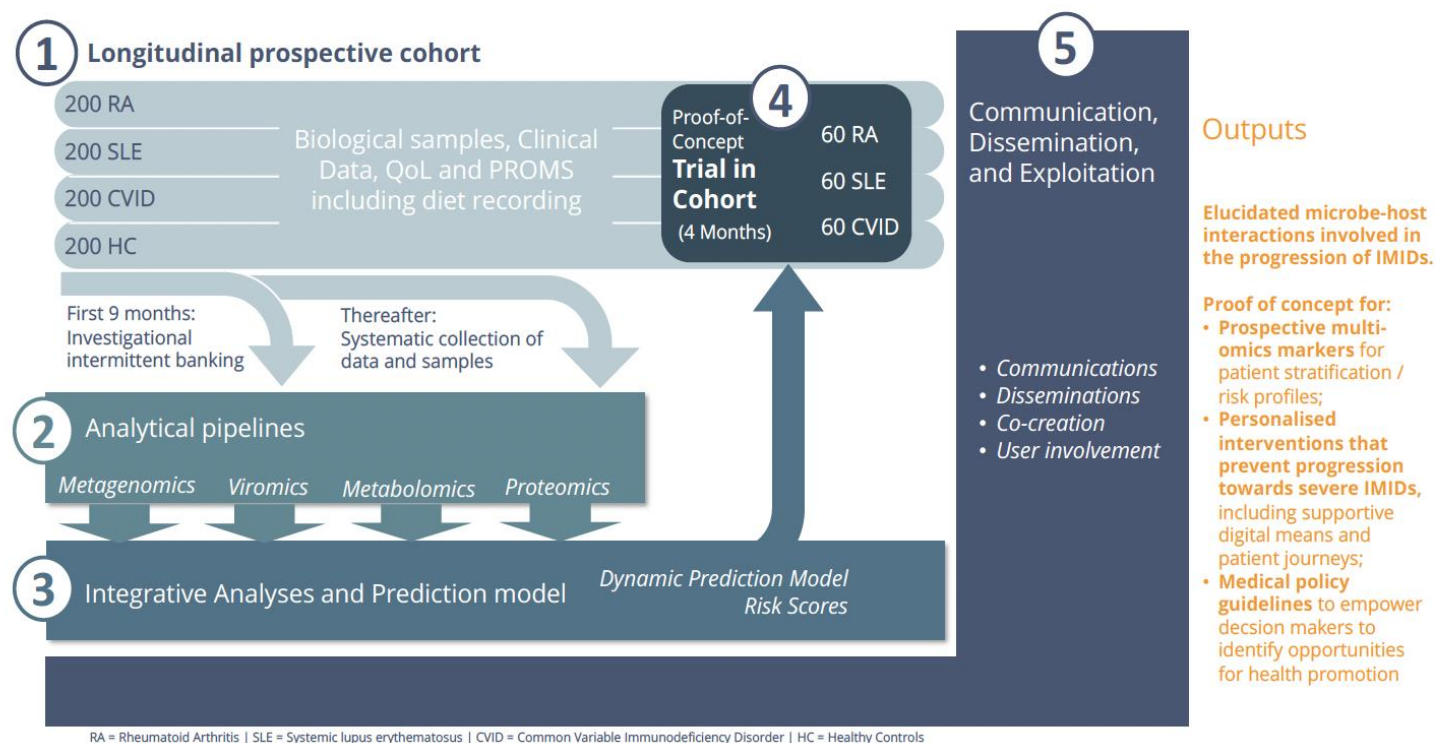 1
Longitudinal prospective cohort
200 RA
200 SLE
200 CVID
200 HC
Biological samples, Clinical
Data, QoL and PROMS
including diet recording
4
Proof-of-
Concept
Trial in
Cohort
(4 Months)
60 RA
60 SLE
60 CVID
First 9 months:
Investigational
intermittent banking
Thereafter:
Systematic collection of
data and samples
2
Analytical pipelines
Metagenomics
Viromics
Metabolomics
Proteomics
3
Integrative Analyses and Prediction model
Dynamic Prediction Model
Risk Scores
5
Communication,
Dissemination,
and Exploitation
• Communications
• Disseminations
• Co-creation
• User involvement
Outputs
Elucidated microbe-host
interactions involved in
the progression of IMIDs.
Proof of concept for:
• Prospective multi-
omics markers for
patient stratification /
risk profiles;
• Personalised
interventions that
prevent progression
towards severe IMIDs,
including supportive
digital means and
patient journeys;
• Medical policy
guidelines to empower
decsion makers to
identify opportunities
for health promotion
RA = Rheumatoid Arthritis | SLE = Systemic lupus erythematosus | CVID = Common Variable Immunodeficiency Disorder | HC = Healthy Controls